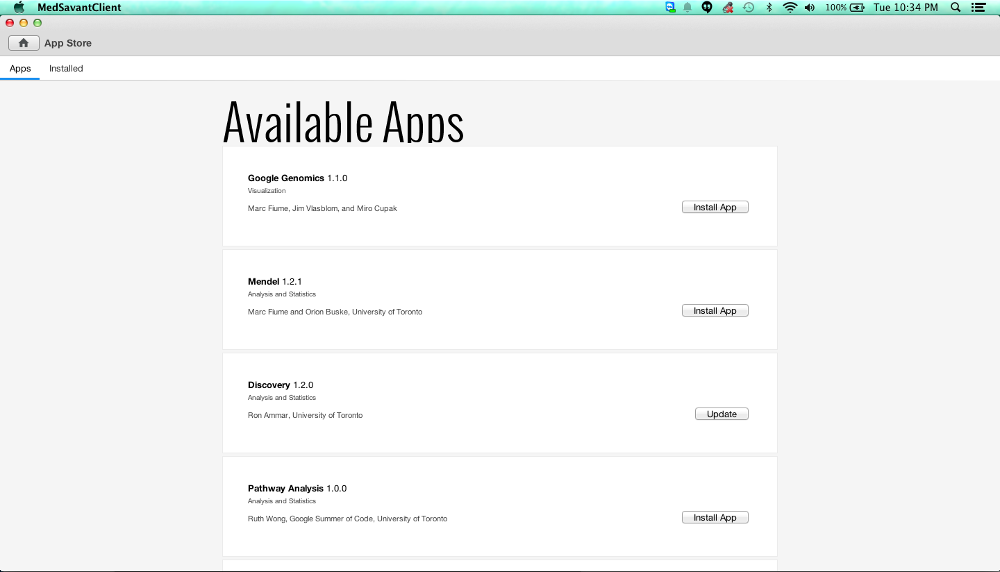 MedSavantClient
100%
Tue 10:34 PM
App Store
Apps
Installed
Available Apps
Google Genomics 1.1.0
Visualization
Marc Fiume, Jim Vlasblom, and Miro Cupak
Install App
Mendel 1.2.1
Analysis and Statistics
Marc Fiume and Orion Buske, University of Toronto
Install App
Discovery 1.2.0
Analysis and Statistics
Ron Ammar, University of Toronto
Update
Pathway Analysis 1.0.0
Analysis and Statistics
Ruth Wong, Google Summer of Code, University of Toronto
Install App